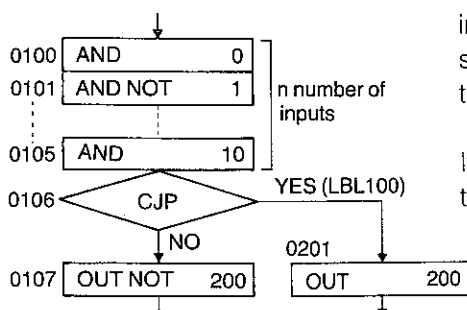 0100 AND 0
0101 AND NOT 1
n number of
inputs
0105 AND 10
0106 CJP
YES (LBL100)
NO
0201
0107 OUT NOT 200
OUT 200